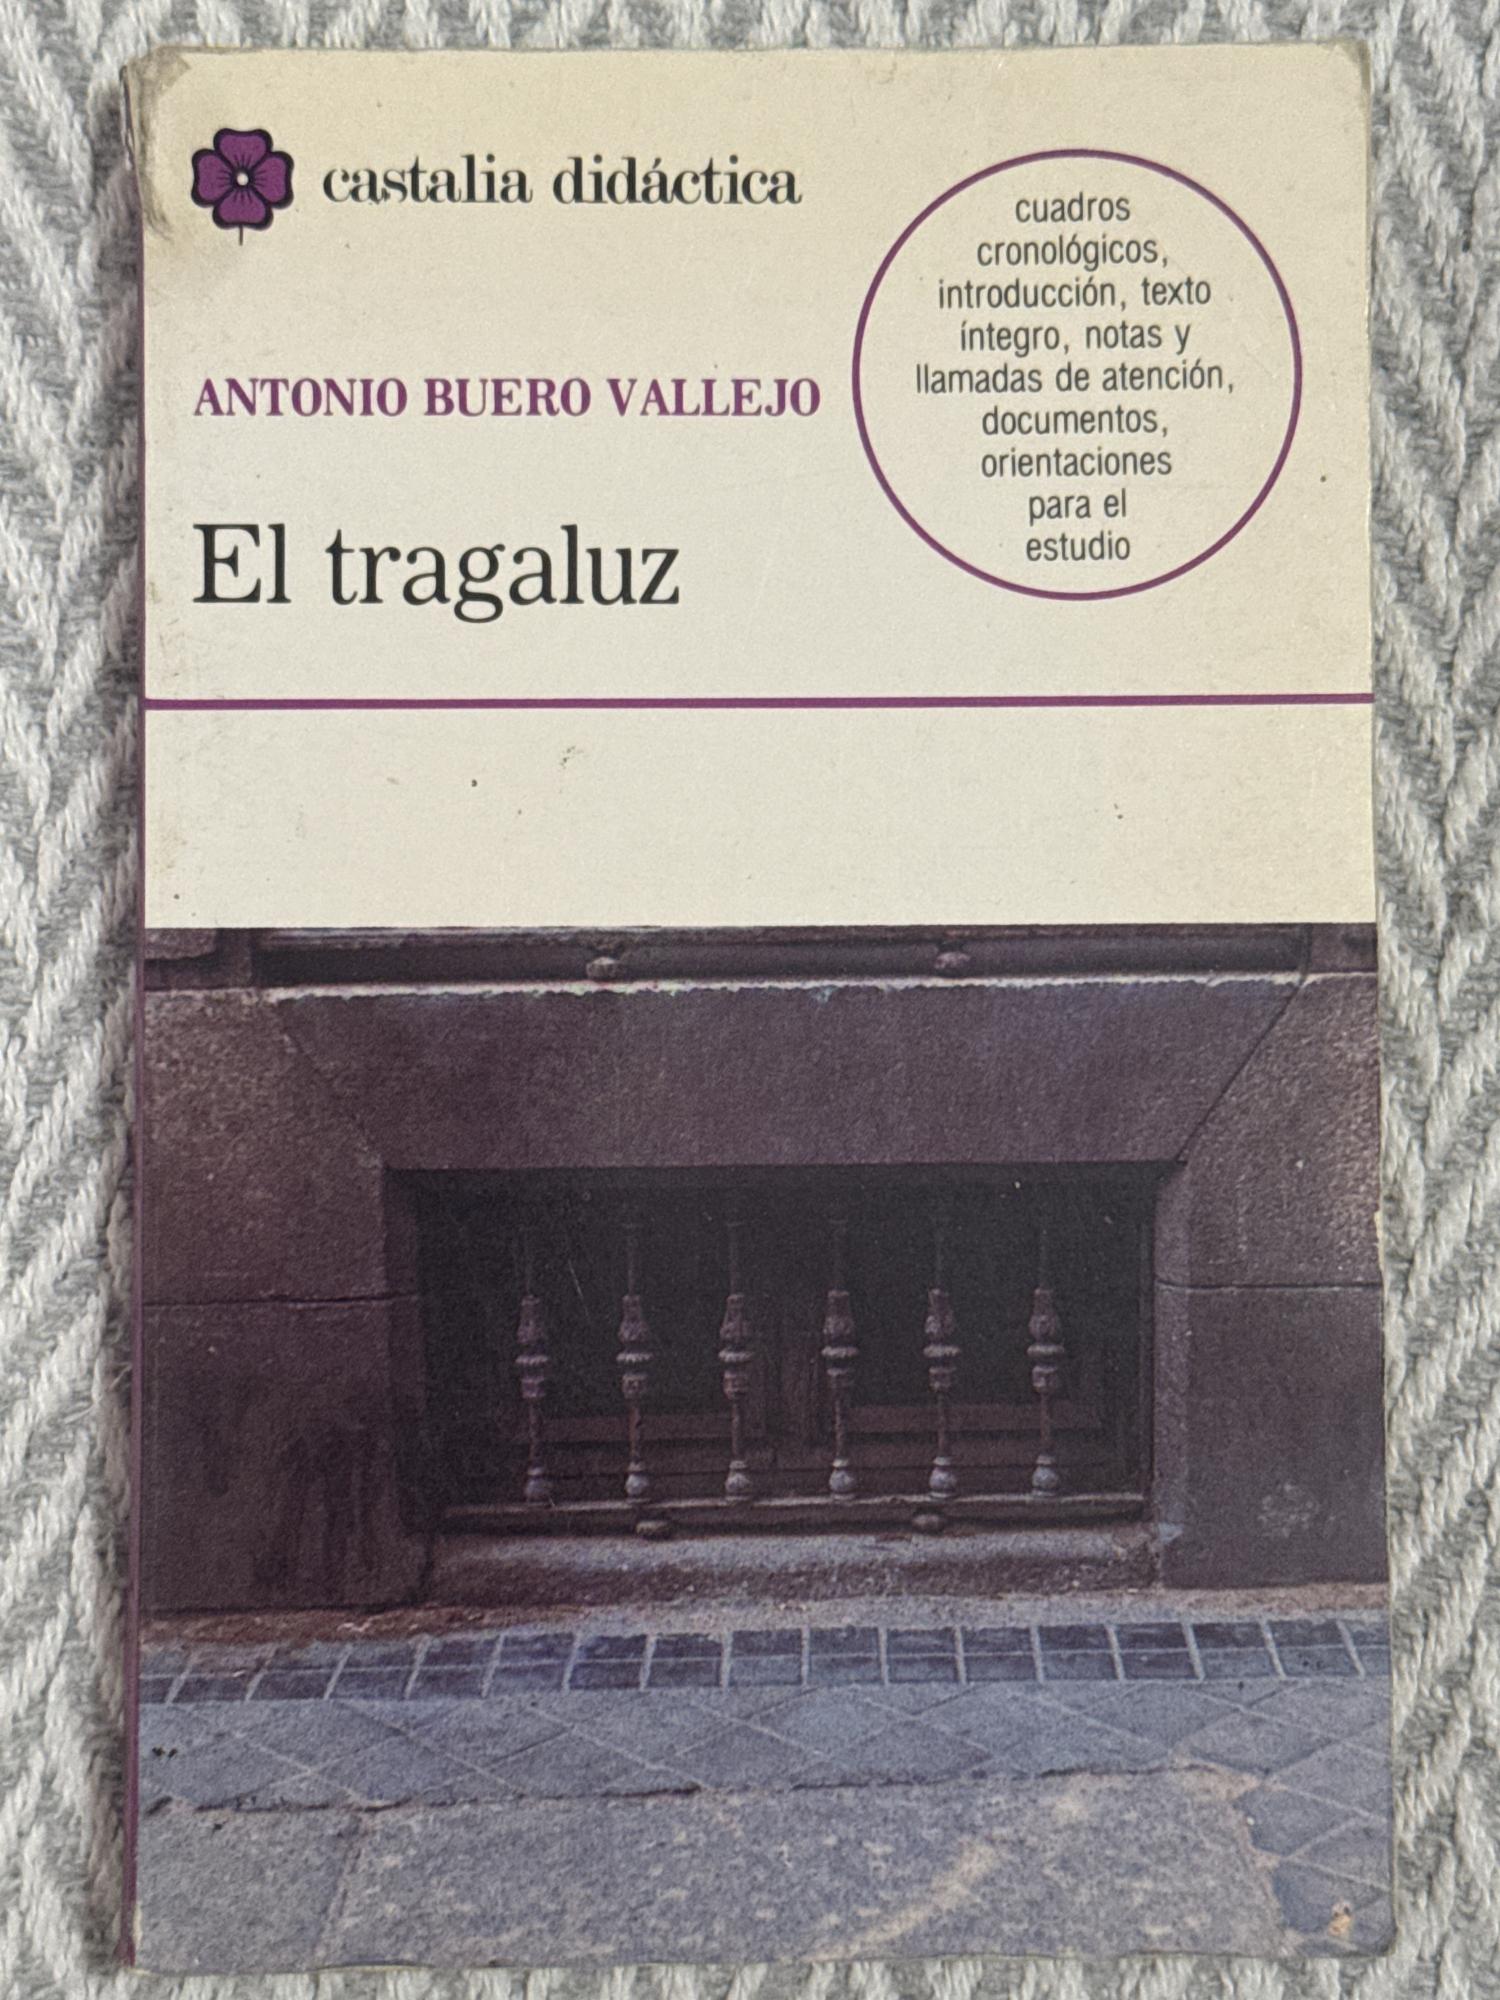 castalia didáctica
cuadros
cronológicos,
introducción, texto
íntegro, notas y
llamadas de atención,
documentos,
orientaciones
para el
estudio
ANTONIO BUERO VALLEJO
El tragaluz